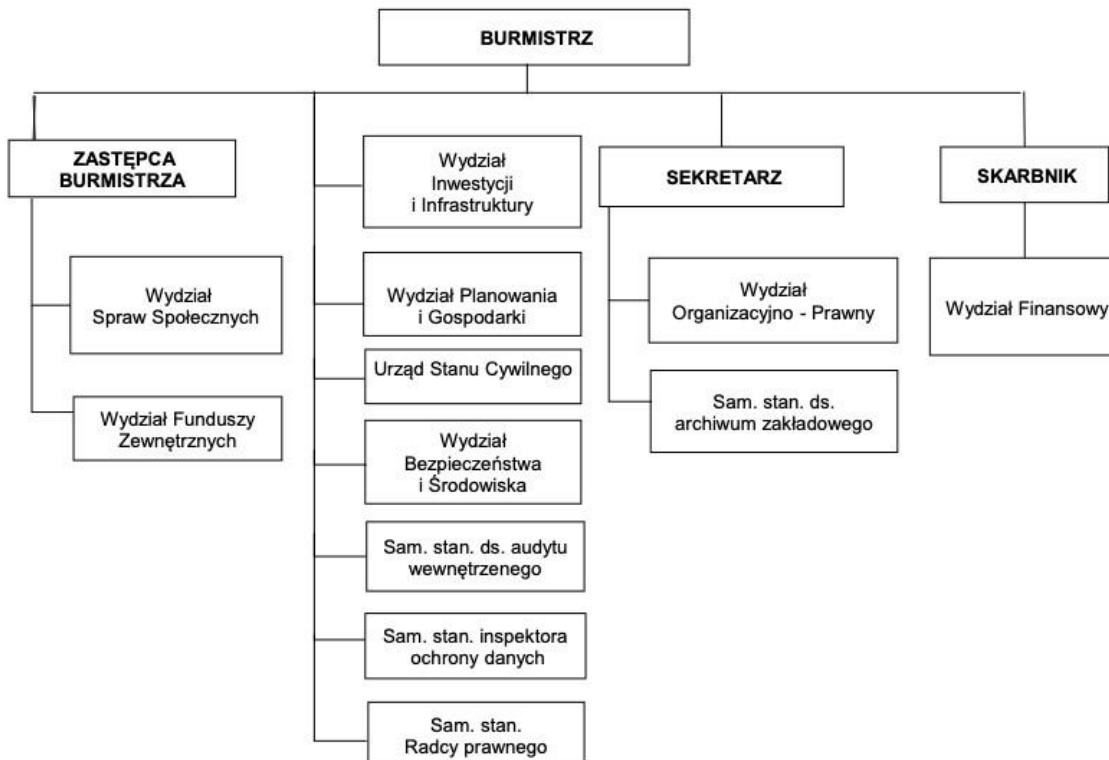 BURMISTRZ
ZASTĘPCA
BURMISTRZA
Wydział
Spraw Społecznych
Wydział Funduszy
Zewnętrznych
Wydział
Inwestycji
i Infrastruktury
Wydział Planowania
i Gospodarki
Urząd Stanu Cywilnego
Wydział
Bezpieczeństwa
i Środowiska
Sam. stan. ds. audytu
wewnętrzenego
Sam. stan. inspektora
ochrony danych
Sam. stan.
Radcy prawnego
SEKRETARZ
Wydział
Organizacyjno - Prawny
Sam. stan. ds.
archiwum zakładowego
SKARBNIK
Wydział Finansowy